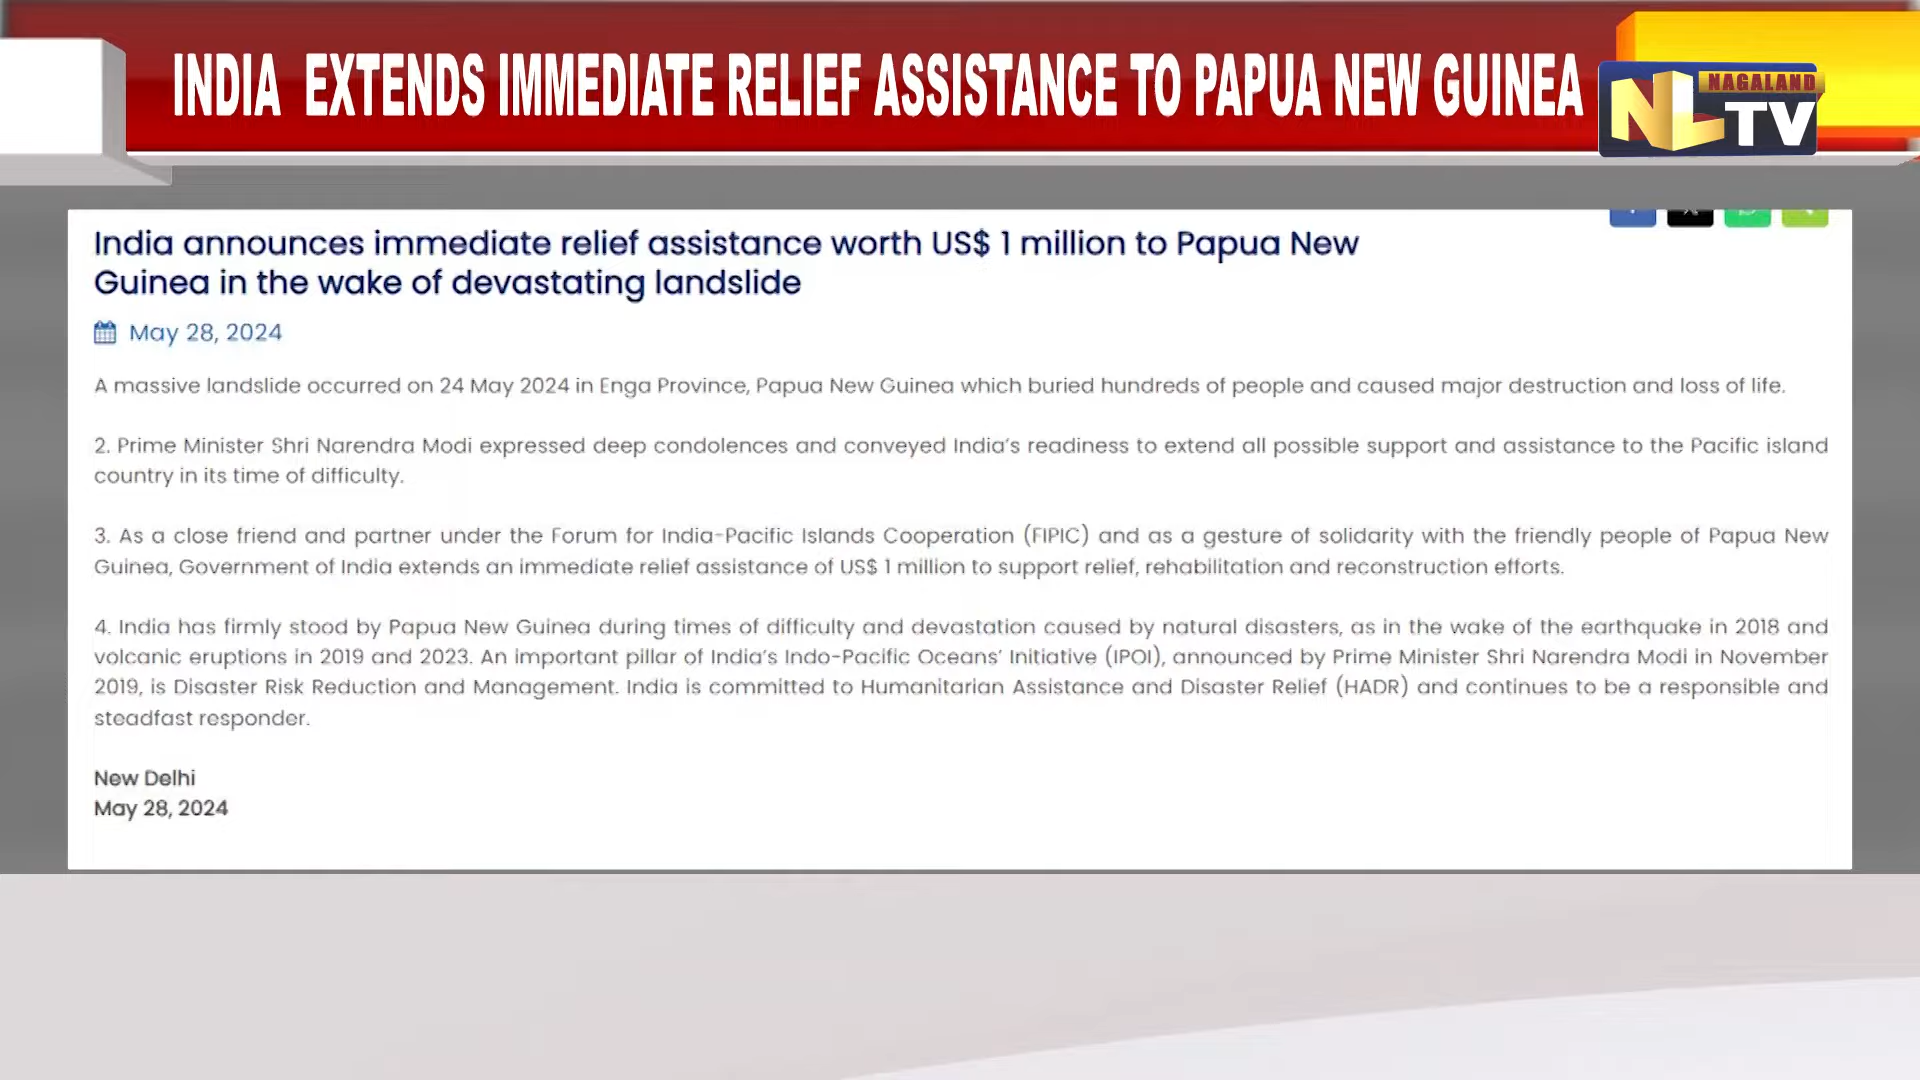 INDIA EXTENDS IMMEDIATE RELIEF ASSISTANCE TO PAPUA NEW GUINEA
NAGALAND
NL TV
India announces immediate relief assistance worth US$ 1 million to Papua New
Guinea in the wake of devastating landslide
May 28, 2024
A massive landslide occurred on 24 May 2024 in Enga Province, Papua New Guinea which buried hundreds of people and caused major destruction and loss of life.
2. Prime Minister Shri Narendra Modi expressed deep condolences and conveyed India's readiness to extend all possible support and assistance to the Pacific island
country in its time of difficulty.
3. As a close friend and partner under the Forum for India-Pacific Islands Cooperation (FIPIC) and as a gesture of solidarity with the friendly people of Papua New
Guinea, Government of India extends an immediate relief assistance of US$ 1 million to support relief, rehabilitation and reconstruction efforts.
4. India has firmly stood by Papua New Guinea during times of difficulty and devastation caused by natural disasters, as in the wake of the earthquake in 2018 and
volcanic eruptions in 2019 and 2023. An important pillar of India's Indo-Pacific Oceans' Initiative (IPOI), announced by Prime Minister Shri Narendra Modi in November
2019, is Disaster Risk Reduction and Management. India is committed to Humanitarian Assistance and Disaster Relief (HADR) and continues to be a responsible and
steadfast responder.
New Delhi
May 28, 2024